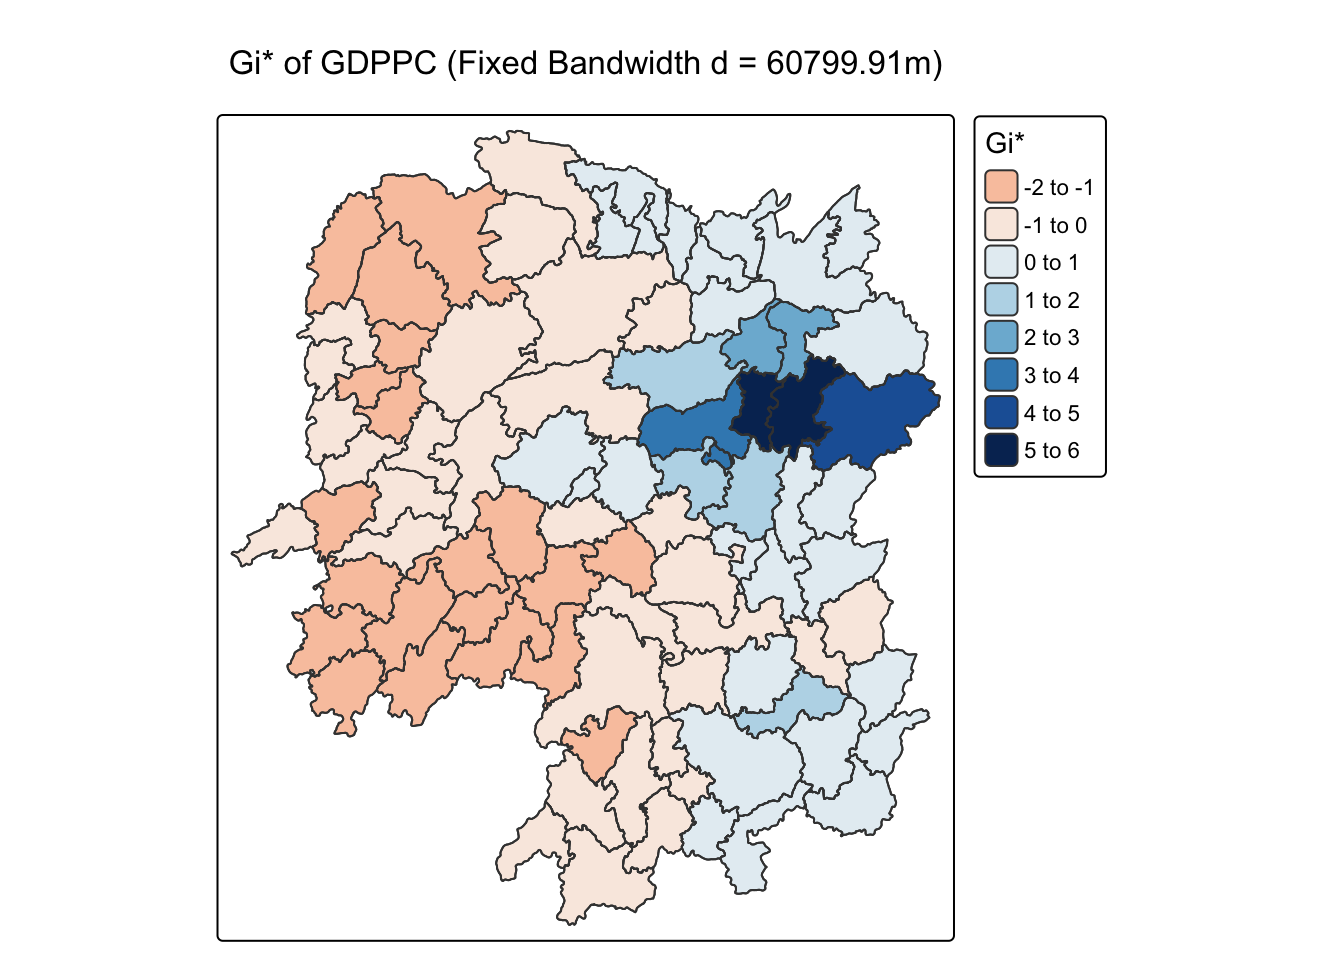 Gi* of GDPPC (Fixed Bandwidth d = 60799.91m)
Gi*
-2 to -1
-1 to 0
0 to 1
1 to 2
2 to 3
3 to 4
4 to 5
5 to 6